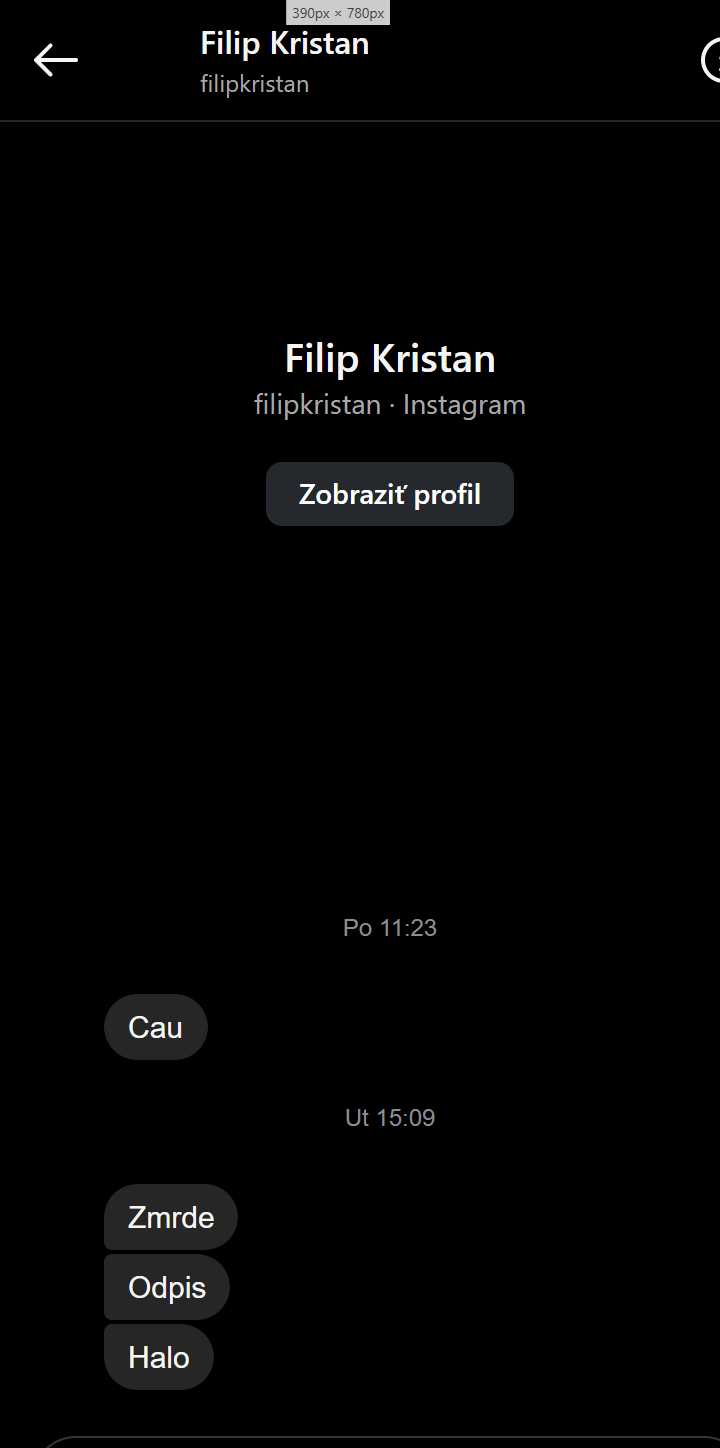 390px × 780px
Filip Kristan
filipkristan
Filip Kristan
filipkristan · Instagram
Zobraziť profil
Po 11:23
Cau
Ut 15:09
Zmrde
Odpis
Halo